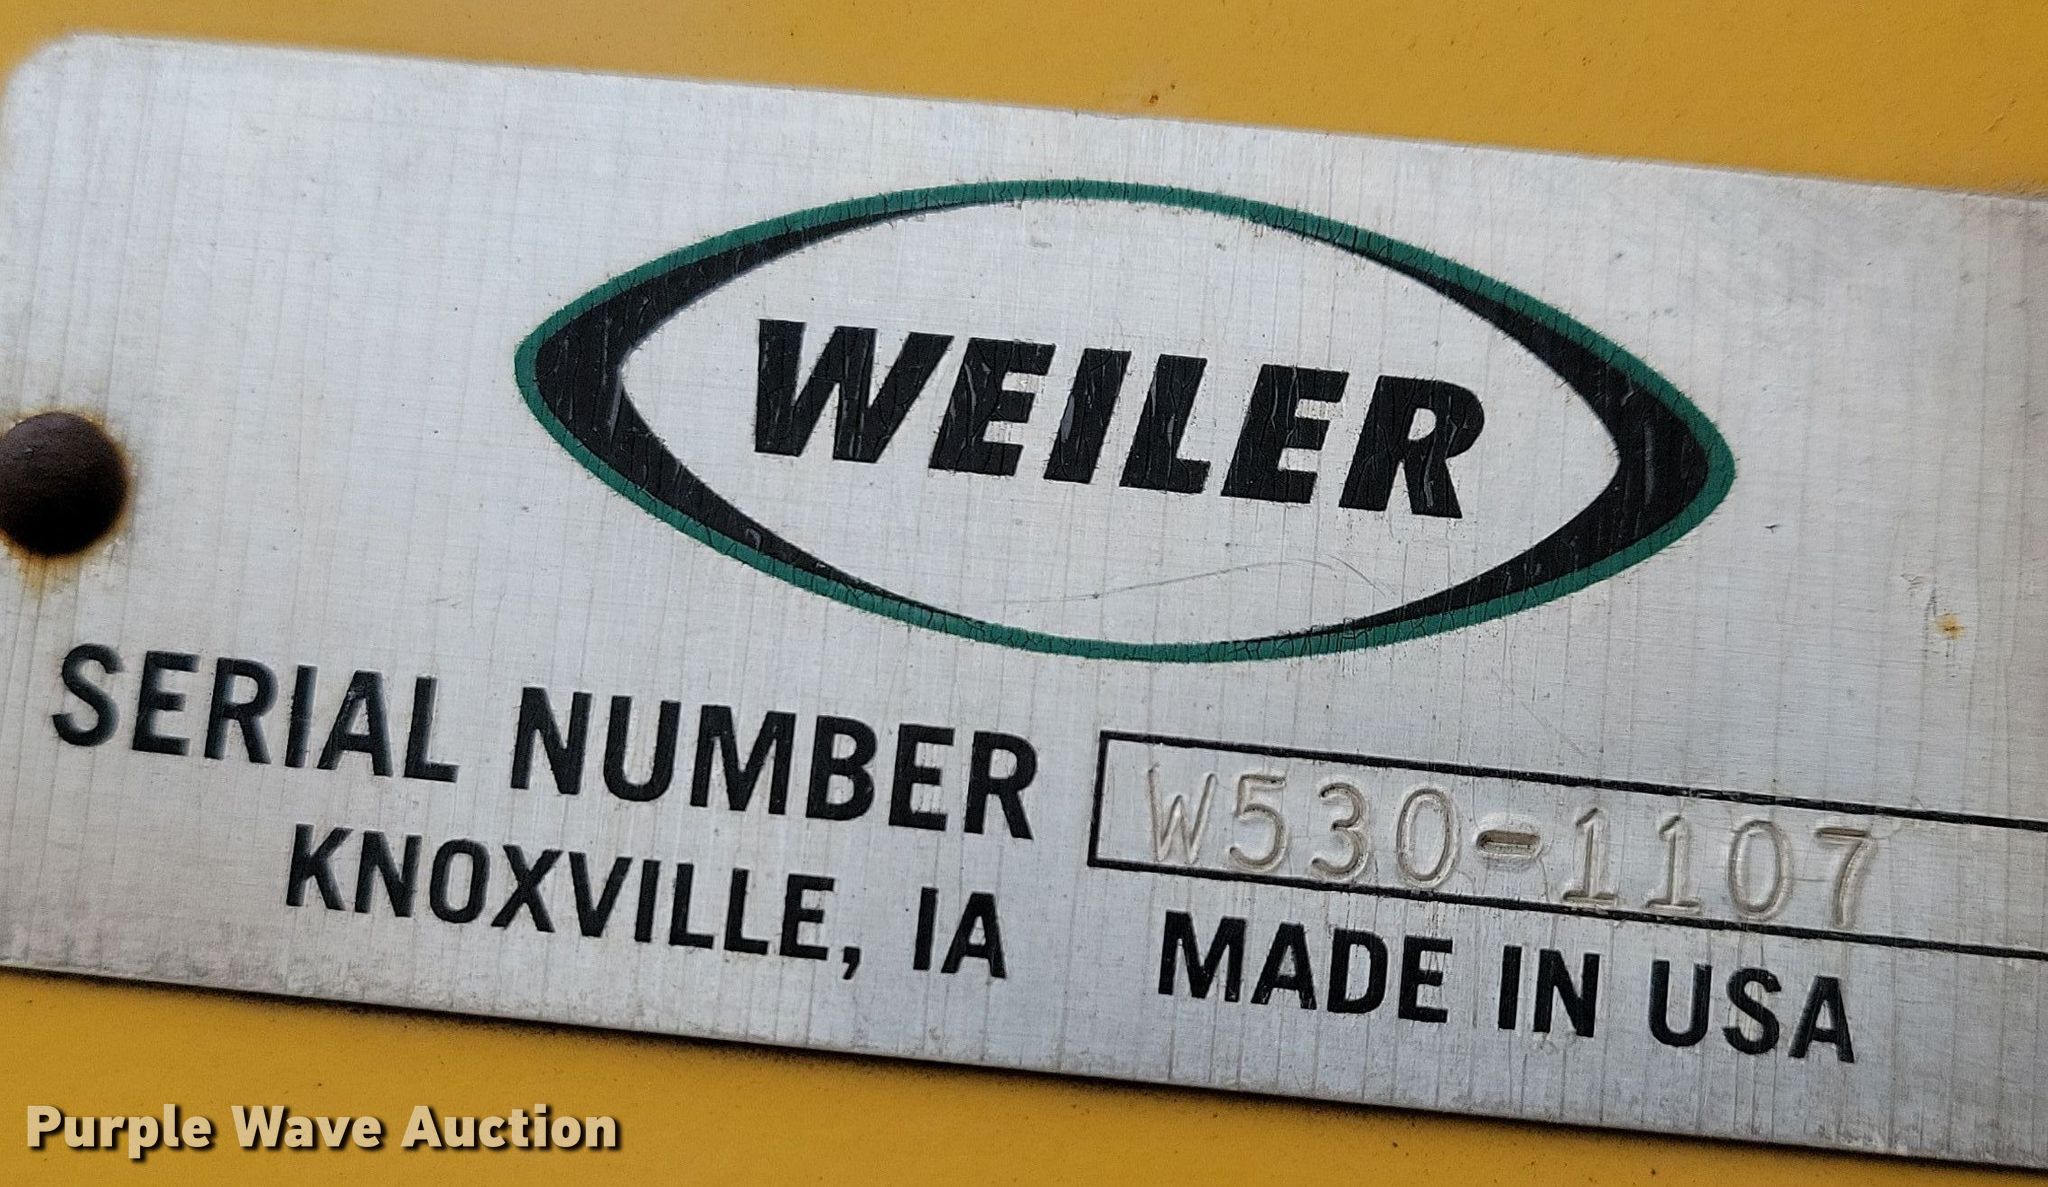 WEILER
SERIAL NUMBER W530-1107
KNOXVILLE, IA MADE IN USA
Purple Wave Auction